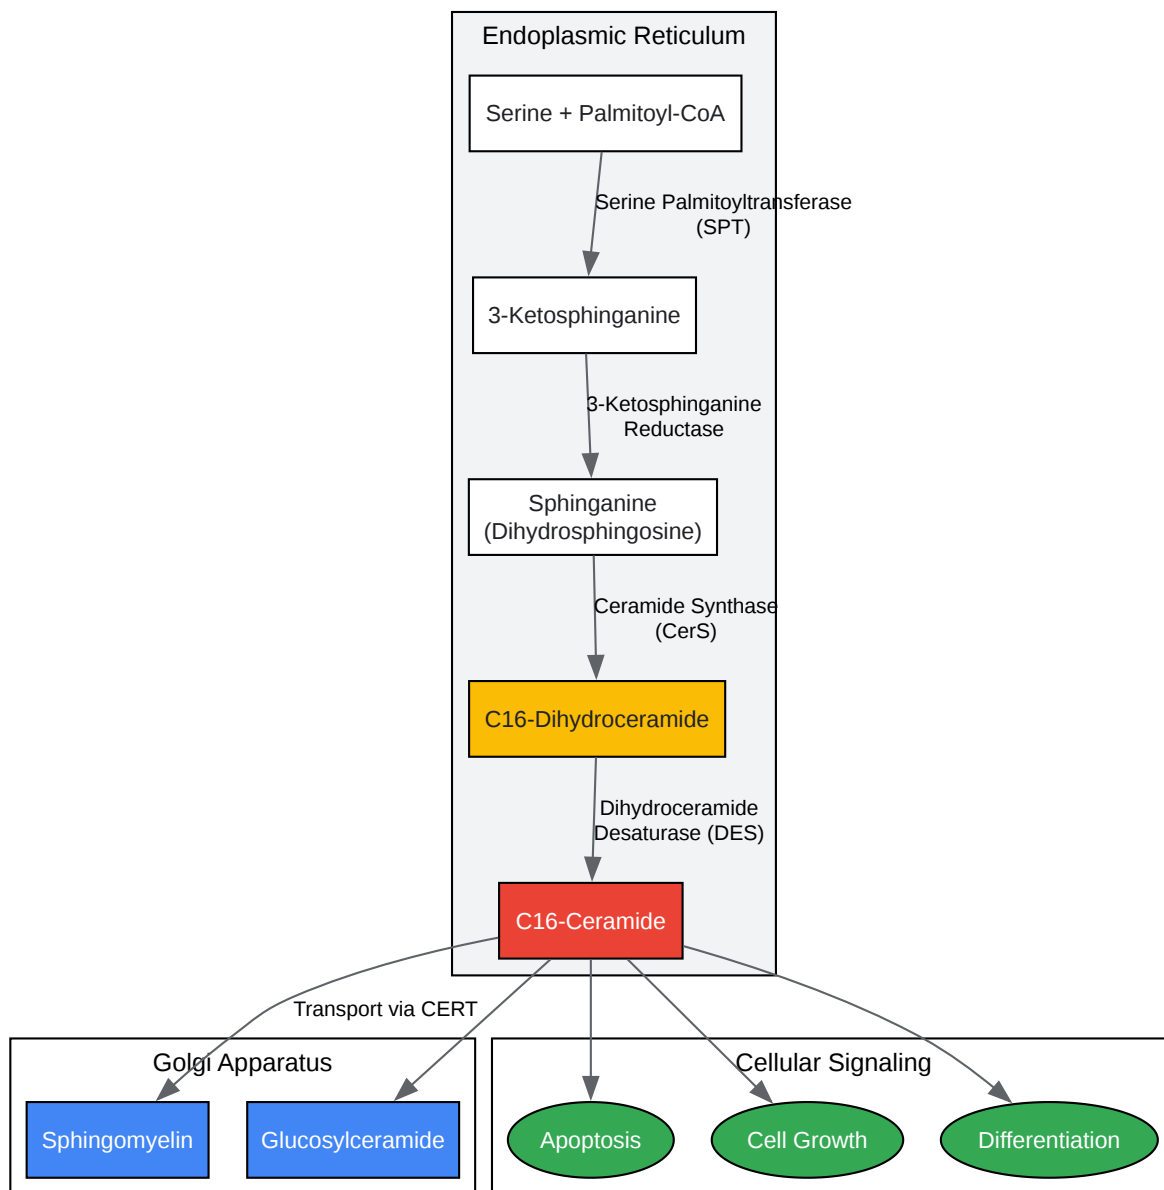 Endoplasmic Reticulum
Serine + Palmitoyl-CoA
Serine Palmitoyltransferase
(SPT)
3-Ketosphinganine
3-Ketosphinganine
Reductase
Sphinganine
(Dihydrosphingosine)
Ceramide Synthase
(CerS)
C16-Dihydroceramide
Dihydroceramide
Desaturase (DES)
C16-Ceramide
Transport via CERT
Golgi Apparatus
Sphingomyelin
Glucosylceramide
Cellular Signaling
Apoptosis
Cell Growth
Differentiation